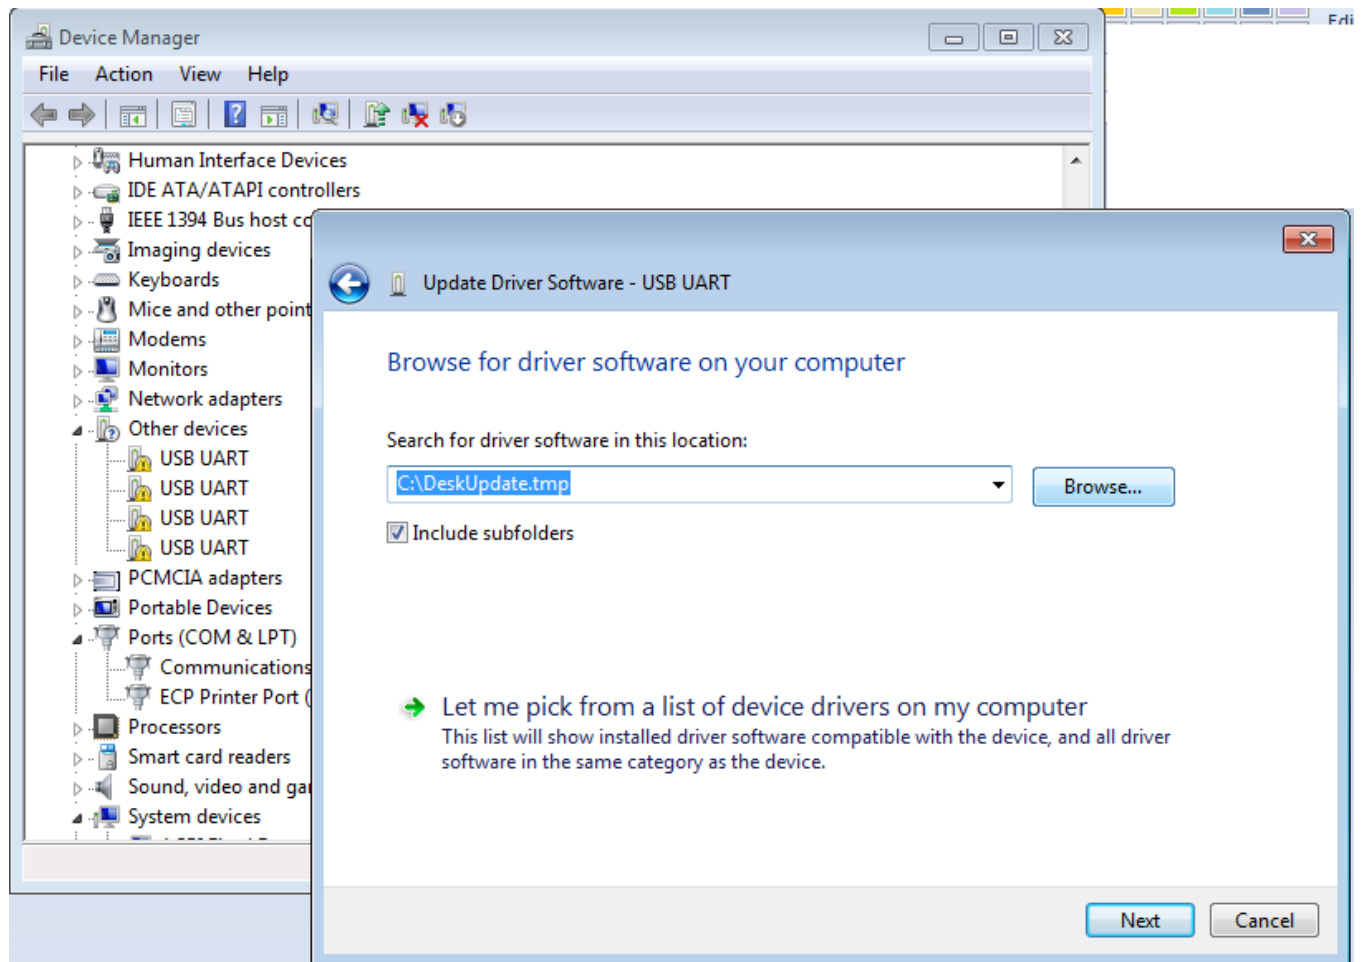 Device Manager
Edi
File Action View Help
Human Interface Devices
IDE ATA/ATAPI controllers
IEEE 1394 Bus host co
Imaging devices
Keyboards
Mice and other point
Modems
Monitors
Network adapters
Other devices
USB UART
USB UART
USB UART
USB UART
PCMCIA adapters
Portable Devices
Ports (COM & LPT)
Communications
ECP Printer Port (
Processors
Smart card readers
Sound, video and ga
System devices
Update Driver Software - USB UART
Browse for driver software on your computer
Search for driver software in this location:
C:\DeskUpdate.tmp
Browse...
Include subfolders
Let me pick from a list of device drivers on my computer
This list will show installed driver software compatible with the device, and all driver
software in the same category as the device.
Next Cancel